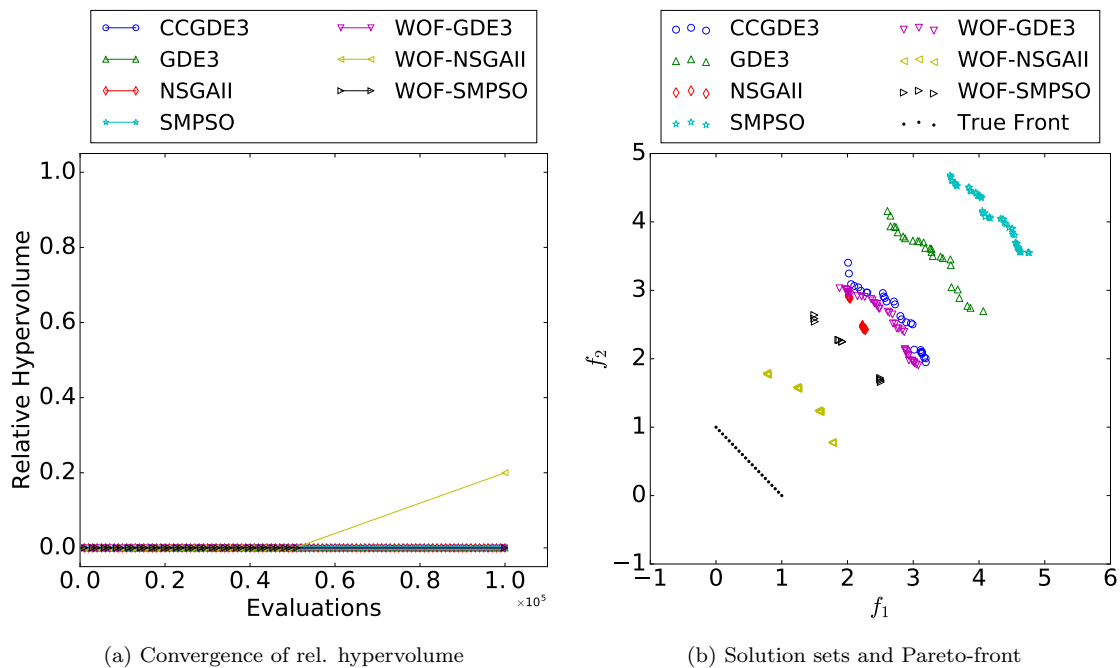 CCGDE3
GDE3
NSGAII
SMPSO
WOF-GDE3
WOF-NSGAII
WOF-SMPSO
1.0
0.8
0.6
0.4
0.2
0.0
Relative Hypervolume
0.0 0.2 0.4 0.6 0.8 1.0
×10⁵
Evaluations
(a) Convergence of rel. hypervolume
CCGDE3
GDE3
NSGAII
SMPSO
WOF-GDE3
WOF-NSGAII
WOF-SMPSO
True Front
5
4
3
2
1
0
−1
f₂
−1 0 1 2 3 4 5 6
f₁
(b) Solution sets and Pareto-front